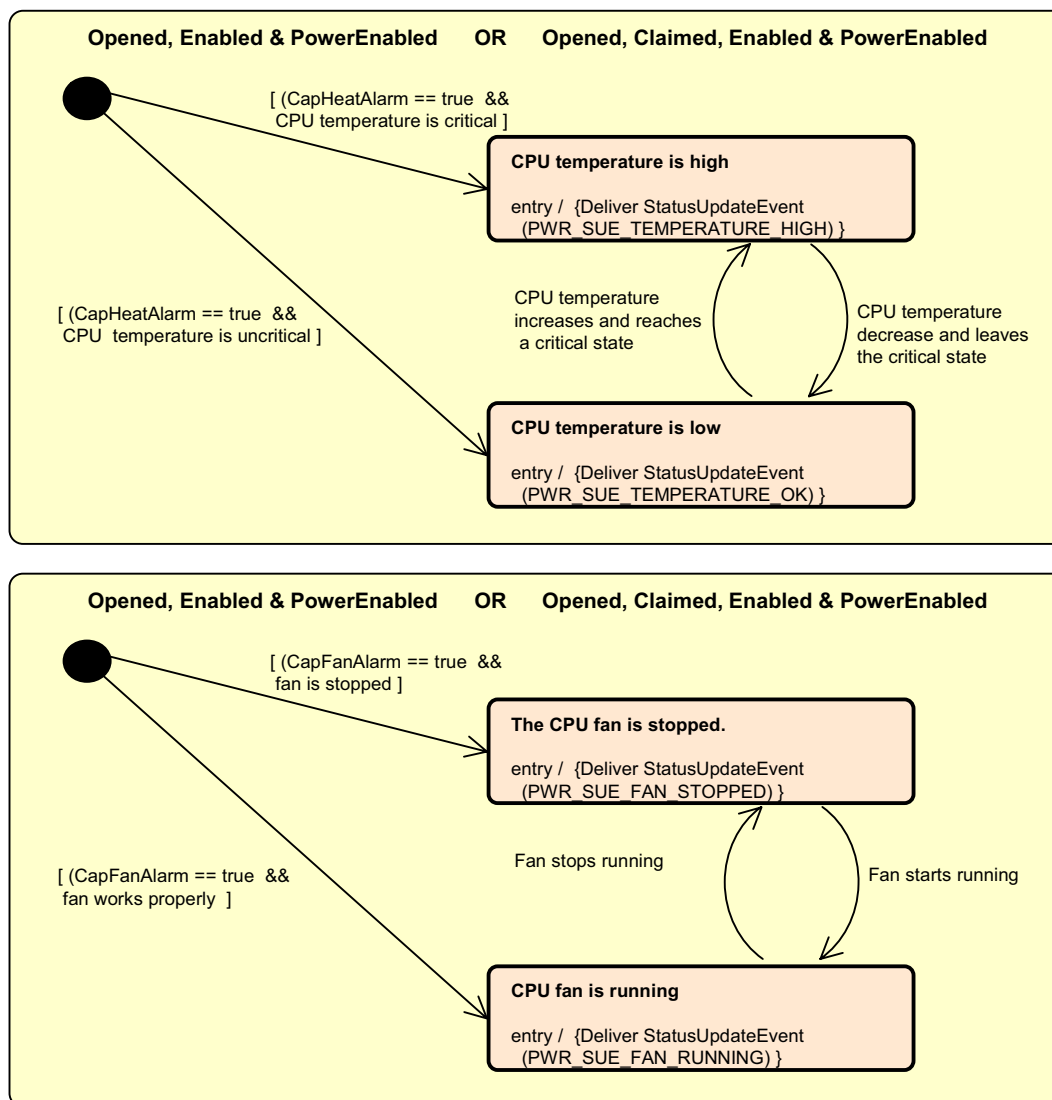 Opened, Enabled & PowerEnabled OR Opened, Claimed, Enabled & PowerEnabled
[ (CapHeatAlarm == true &&
CPU temperature is critical ]
CPU temperature is high
entry / {Deliver StatusUpdateEvent
(PWR_SUE_TEMPERATURE_HIGH) }
[ (CapHeatAlarm == true &&
CPU temperature is uncritical ]
CPU temperature
increases and reaches
a critical state
CPU temperature
decrease and leaves
the critical state
CPU temperature is low
entry / {Deliver StatusUpdateEvent
(PWR_SUE_TEMPERATURE_OK) }
Opened, Enabled & PowerEnabled OR Opened, Claimed, Enabled & PowerEnabled
[ (CapFanAlarm == true &&
fan is stopped ]
The CPU fan is stopped.
entry / {Deliver StatusUpdateEvent
(PWR_SUE_FAN_STOPPED) }
[ (CapFanAlarm == true &&
fan works properly ]
Fan stops running
Fan starts running
CPU fan is running
entry / {Deliver StatusUpdateEvent
(PWR_SUE_FAN_RUNNING) }